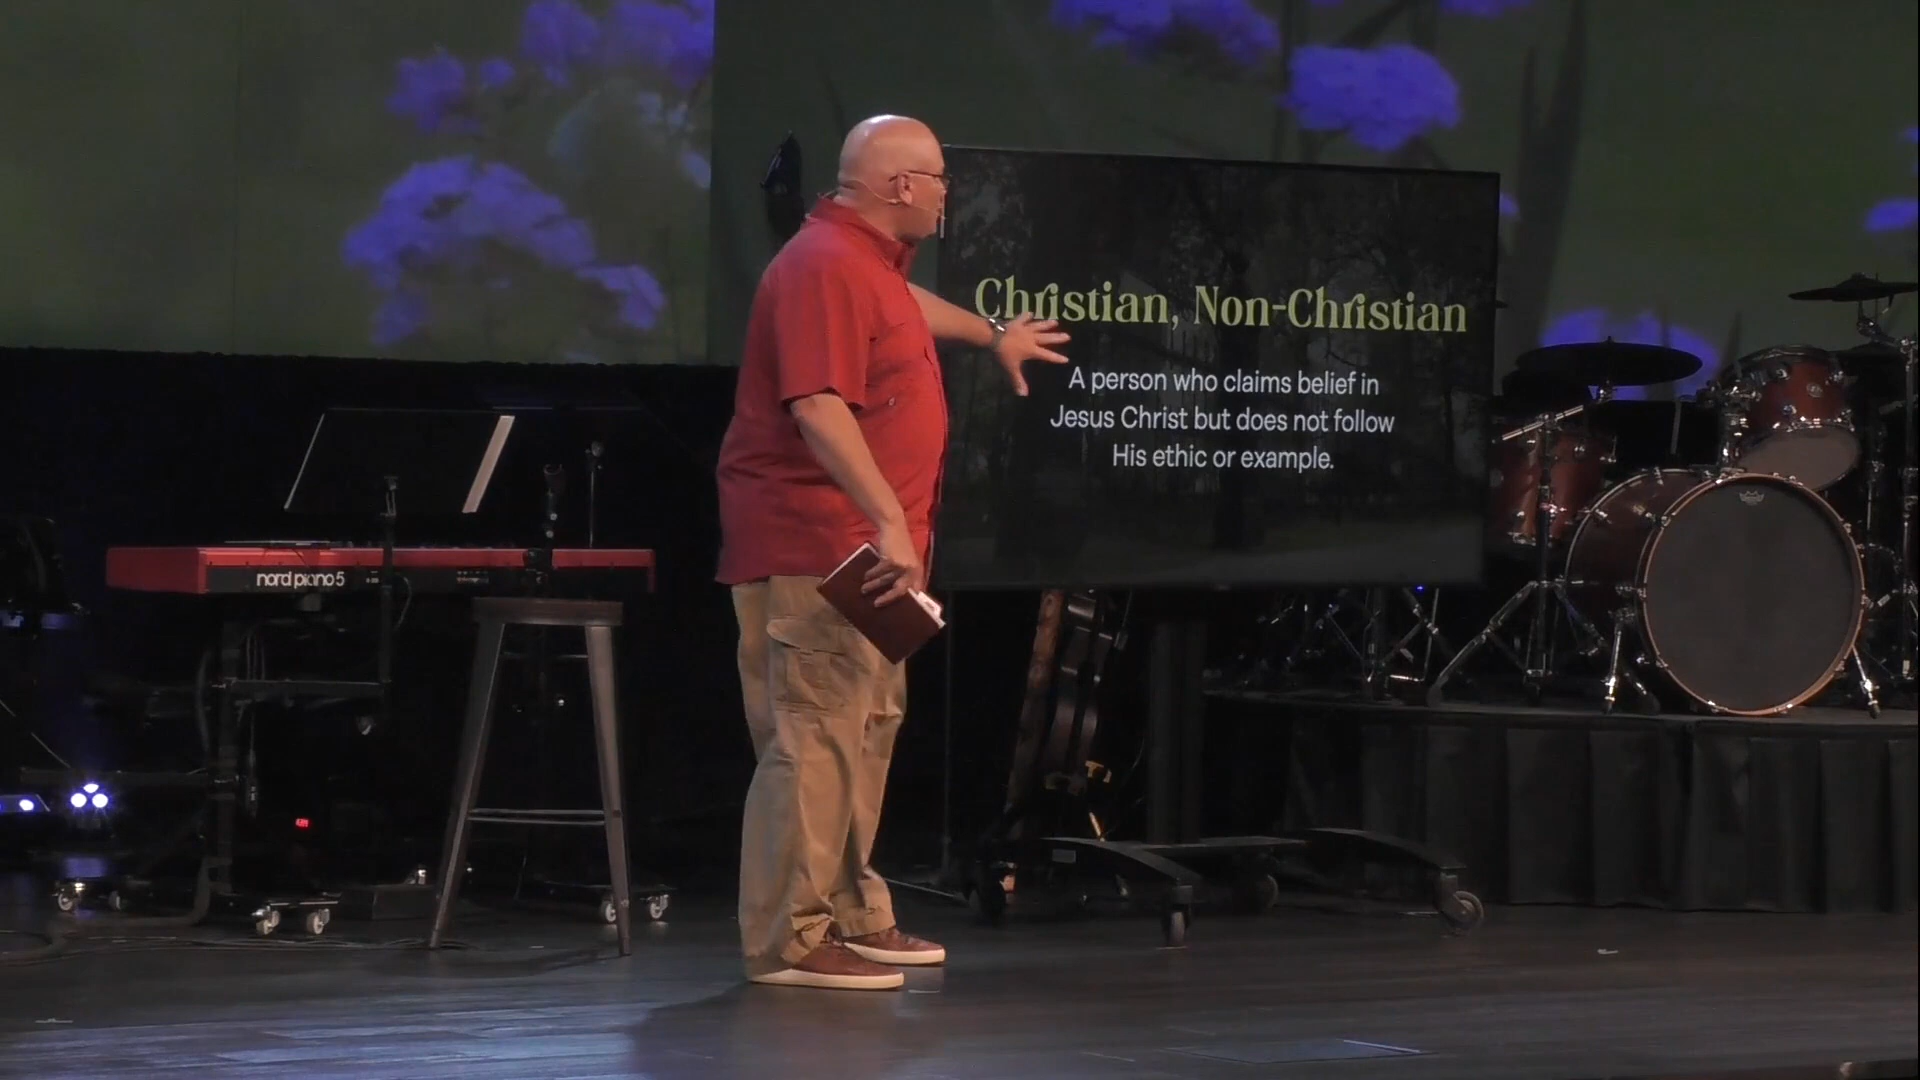 Christian, Non-Christian
A person who claims belief in
Jesus Christ but does not follow
His ethic or example.
nord piano 5